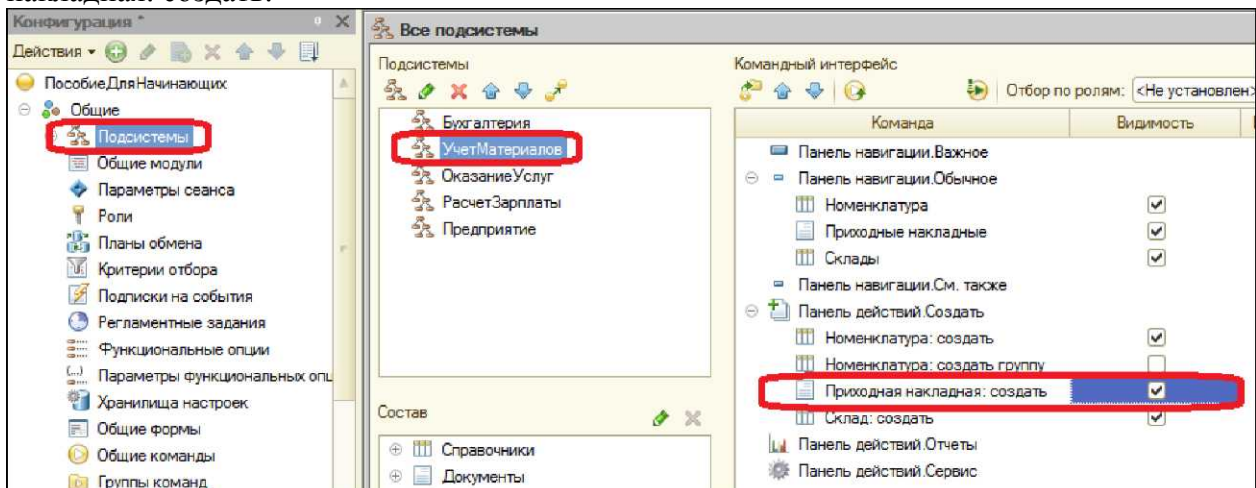 накладная: создать.
Конфигурация *
Действия
ПособиеДляНачинающих
Общие
Подсистемы
Общие модули
Параметры сеанса
Роли
Планы обмена
Критерии отбора
Подписки на события
Регламентные задания
Функциональные опции
Параметры функциональных опц
Хранилища настроек
Общие формы
Общие команды
Группы команд
Все подсистемы
Подсистемы
Бухгалтерия
УчетМатериалов
ОказаниеУслуг
РасчетЗарплаты
Предприятие
Состав
Справочники
Документы
Командный интерфейс
Отбор по ролям: <Не установлен>
Команда Видимость
Панель навигации.Важное
Панель навигации.Обычное
Номенклатура
Приходные накладные
Склады
Панель навигации.См. также
Панель действий.Создать
Номенклатура: создать
Номенклатура: создать группу
Приходная накладная: создать
Склад: создать
Панель действий.Отчеты
Панель действий.Сервис